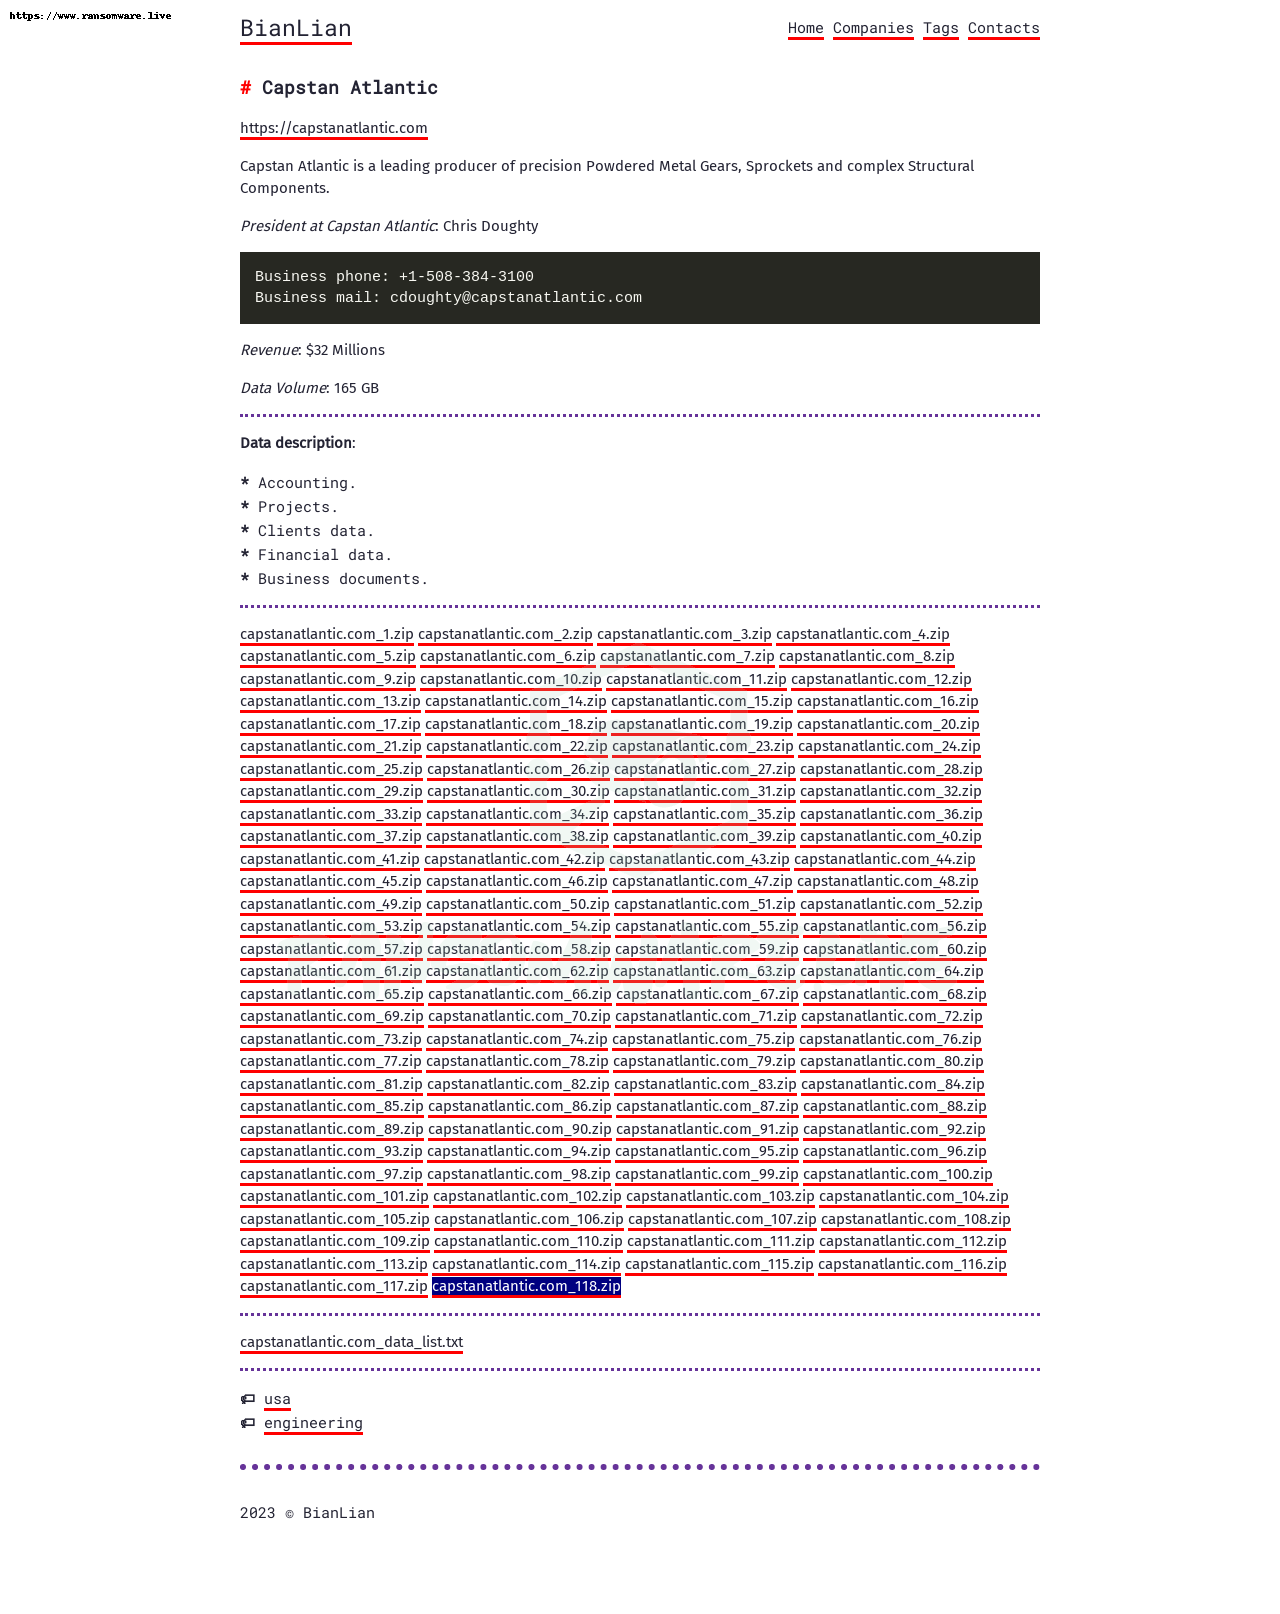 https://www.ransomware.live
BianLian
Home Companies Tags Contacts
# Capstan Atlantic
https://capstanatlantic.com
Capstan Atlantic is a leading producer of precision Powdered Metal Gears, Sprockets and complex Structural
Components.
President at Capstan Atlantic: Chris Doughty
Business phone: +1-508-384-3100
Business mail: cdoughty@capstanatlantic.com
Revenue: $32 Millions
Data Volume: 165 GB
Data description:
* Accounting.
* Projects.
* Clients data.
* Financial data.
* Business documents.
capstanatlantic.com_1.zip capstanatlantic.com_2.zip capstanatlantic.com_3.zip capstanatlantic.com_4.zip
capstanatlantic.com_5.zip capstanatlantic.com_6.zip capstanatlantic.com_7.zip capstanatlantic.com_8.zip
capstanatlantic.com_9.zip capstanatlantic.com_10.zip capstanatlantic.com_11.zip capstanatlantic.com_12.zip
capstanatlantic.com_13.zip capstanatlantic.com_14.zip capstanatlantic.com_15.zip capstanatlantic.com_16.zip
capstanatlantic.com_17.zip capstanatlantic.com_18.zip capstanatlantic.com_19.zip capstanatlantic.com_20.zip
capstanatlantic.com_21.zip capstanatlantic.com_22.zip capstanatlantic.com_23.zip capstanatlantic.com_24.zip
capstanatlantic.com_25.zip capstanatlantic.com_26.zip capstanatlantic.com_27.zip capstanatlantic.com_28.zip
capstanatlantic.com_29.zip capstanatlantic.com_30.zip capstanatlantic.com_31.zip capstanatlantic.com_32.zip
capstanatlantic.com_33.zip capstanatlantic.com_34.zip capstanatlantic.com_35.zip capstanatlantic.com_36.zip
capstanatlantic.com_37.zip capstanatlantic.com_38.zip capstanatlantic.com_39.zip capstanatlantic.com_40.zip
capstanatlantic.com_41.zip capstanatlantic.com_42.zip capstanatlantic.com_43.zip capstanatlantic.com_44.zip
capstanatlantic.com_45.zip capstanatlantic.com_46.zip capstanatlantic.com_47.zip capstanatlantic.com_48.zip
capstanatlantic.com_49.zip capstanatlantic.com_50.zip capstanatlantic.com_51.zip capstanatlantic.com_52.zip
capstanatlantic.com_53.zip capstanatlantic.com_54.zip capstanatlantic.com_55.zip capstanatlantic.com_56.zip
capstanatlantic.com_57.zip capstanatlantic.com_58.zip capstanatlantic.com_59.zip capstanatlantic.com_60.zip
capstanatlantic.com_61.zip capstanatlantic.com_62.zip capstanatlantic.com_63.zip capstanatlantic.com_64.zip
capstanatlantic.com_65.zip capstanatlantic.com_66.zip capstanatlantic.com_67.zip capstanatlantic.com_68.zip
capstanatlantic.com_69.zip capstanatlantic.com_70.zip capstanatlantic.com_71.zip capstanatlantic.com_72.zip
capstanatlantic.com_73.zip capstanatlantic.com_74.zip capstanatlantic.com_75.zip capstanatlantic.com_76.zip
capstanatlantic.com_77.zip capstanatlantic.com_78.zip capstanatlantic.com_79.zip capstanatlantic.com_80.zip
capstanatlantic.com_81.zip capstanatlantic.com_82.zip capstanatlantic.com_83.zip capstanatlantic.com_84.zip
capstanatlantic.com_85.zip capstanatlantic.com_86.zip capstanatlantic.com_87.zip capstanatlantic.com_88.zip
capstanatlantic.com_89.zip capstanatlantic.com_90.zip capstanatlantic.com_91.zip capstanatlantic.com_92.zip
capstanatlantic.com_93.zip capstanatlantic.com_94.zip capstanatlantic.com_95.zip capstanatlantic.com_96.zip
capstanatlantic.com_97.zip capstanatlantic.com_98.zip capstanatlantic.com_99.zip capstanatlantic.com_100.zip
capstanatlantic.com_101.zip capstanatlantic.com_102.zip capstanatlantic.com_103.zip capstanatlantic.com_104.zip
capstanatlantic.com_105.zip capstanatlantic.com_106.zip capstanatlantic.com_107.zip capstanatlantic.com_108.zip
capstanatlantic.com_109.zip capstanatlantic.com_110.zip capstanatlantic.com_111.zip capstanatlantic.com_112.zip
capstanatlantic.com_113.zip capstanatlantic.com_114.zip capstanatlantic.com_115.zip capstanatlantic.com_116.zip
capstanatlantic.com_117.zip capstanatlantic.com_118.zip
capstanatlantic.com_data_list.txt
usa
engineering
2023 © BianLian